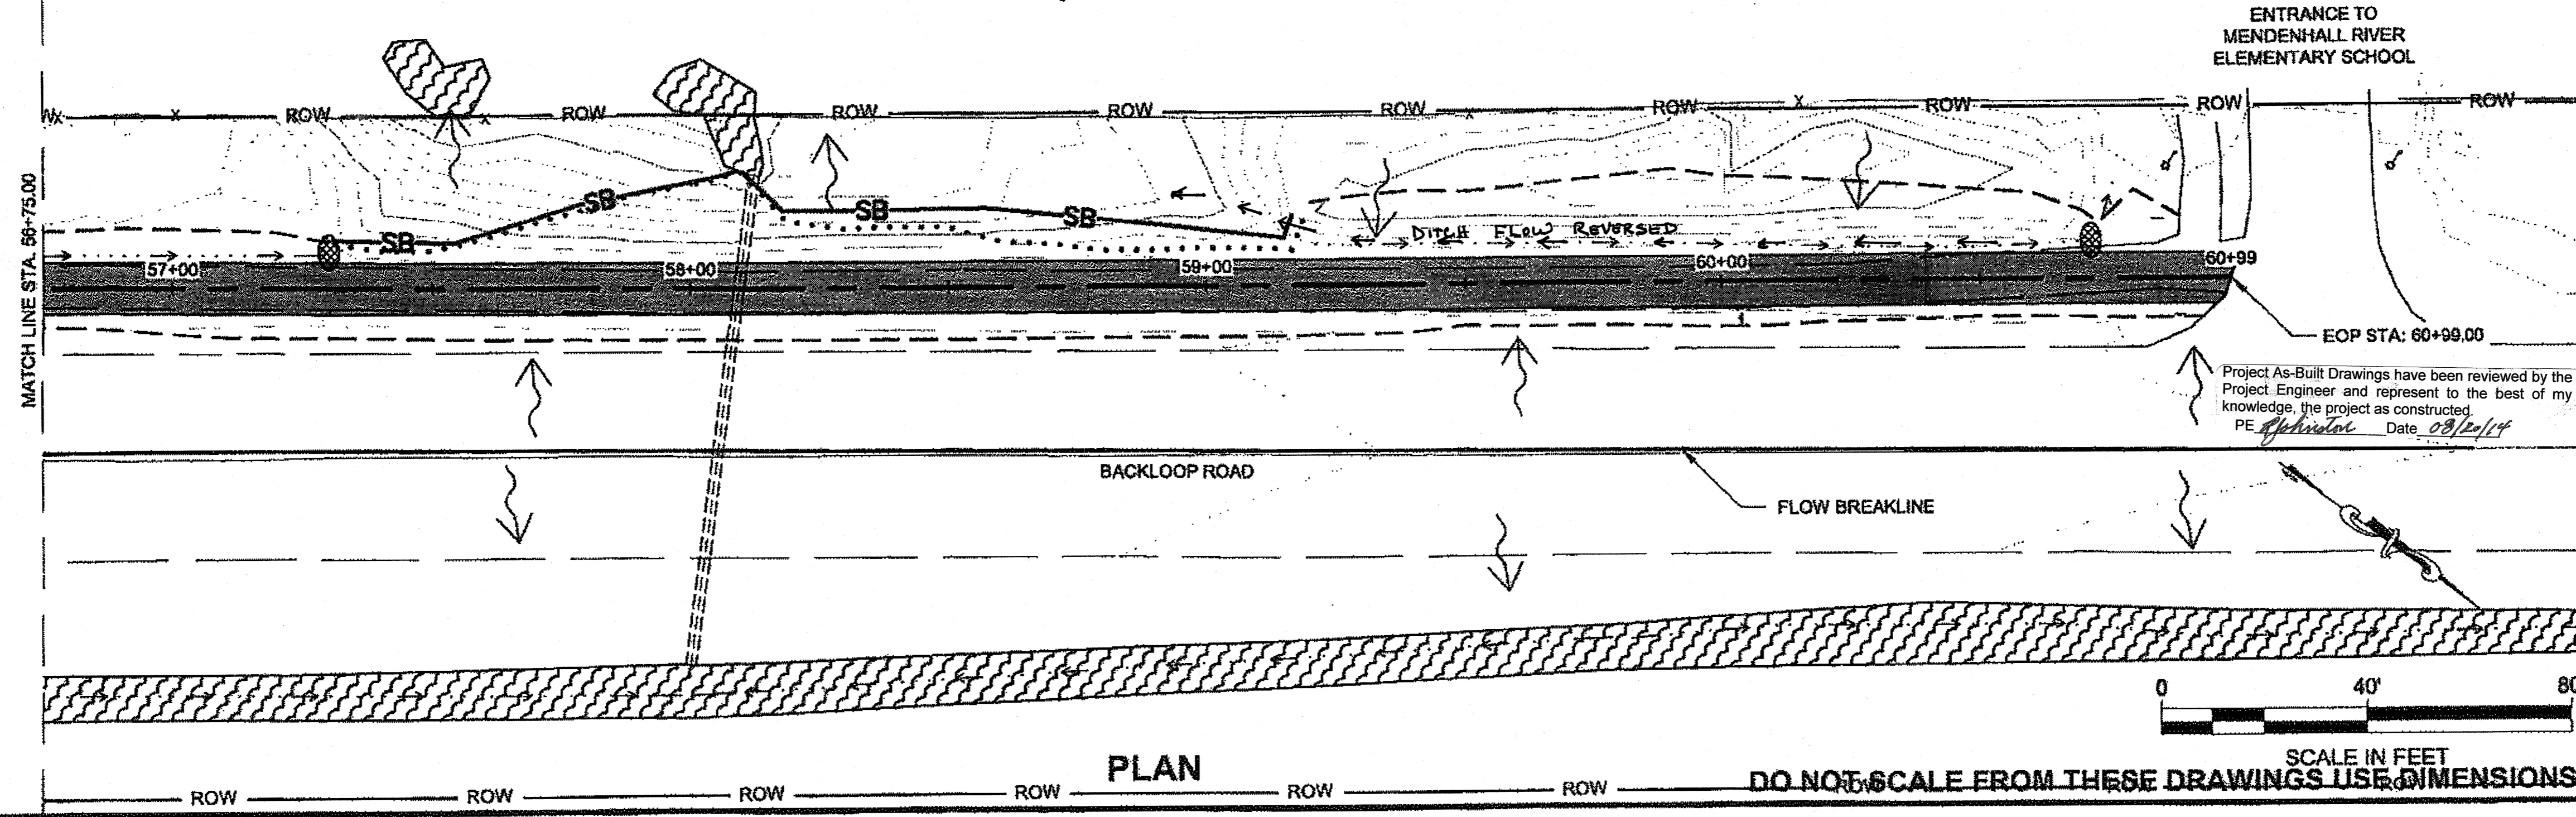 ENTRANCE TO
MENDENHALL RIVER
ELEMENTARY SCHOOL
ROW ROW ROW ROW ROW ROW ROW ROW ROW
MATCH LINE STA. 56+75.00
SB SB SB SB
DITCH FLOW REVERSED
57+00 58+00 59+00 60+00 60+99
EOP STA: 60+99.00
Project As-Built Drawings have been reviewed by the
Project Engineer and represent to the best of my
knowledge, the project as constructed.
PE RJohnston Date 08/20/14
BACKLOOP ROAD
FLOW BREAKLINE
0 40' 80
SCALE IN FEET
PLAN
DO NOT SCALE FROM THESE DRAWINGS USE DIMENSIONS
ROW ROW ROW ROW ROW ROW ROW ROW ROW